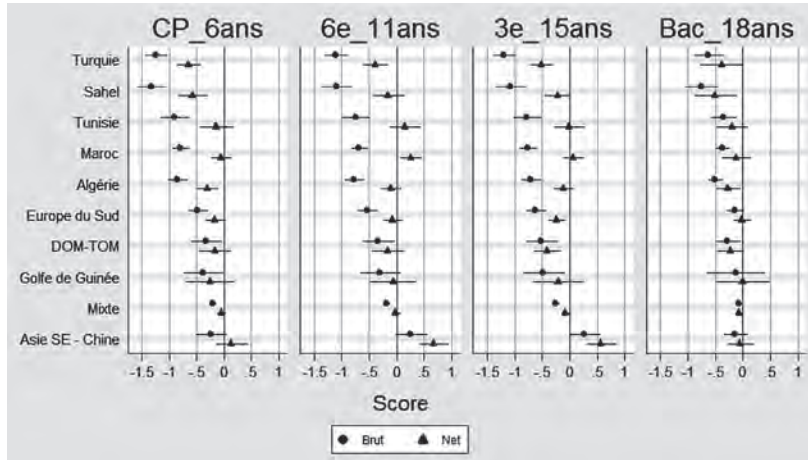 CP_6ans 6e_11ans 3e_15ans Bac_18ans
Turquie
Sahel
Tunisie
Maroc
Algérie
Europe du Sud
DOM-TOM
Golfe de Guinée
Mixte
Asie SE - Chine
-1.5 -1 -.5 0 .5 1 -1.5 -1 -.5 0 .5 1 -1.5 -1 -.5 0 .5 1 -1.5 -1 -.5 0 .5 1
Score
Brut Net